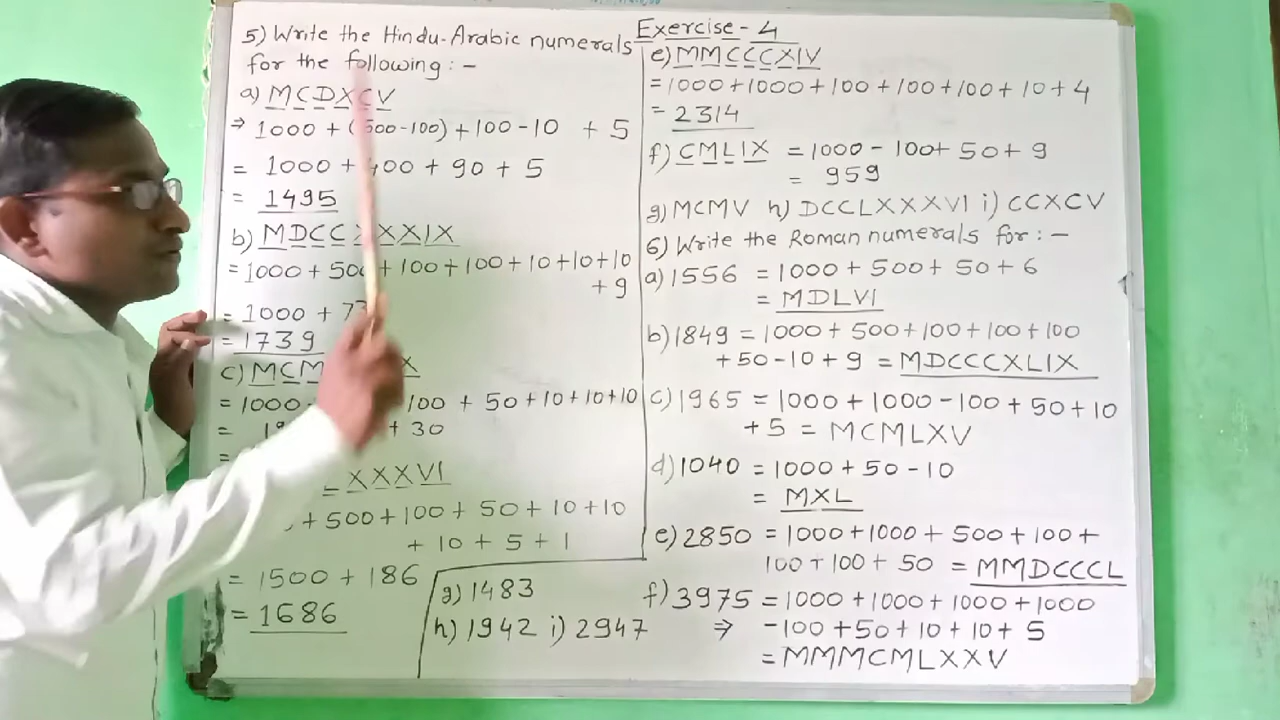 Exercise - 4
5) Write the Hindu-Arabic numerals
for the following : -
a) MCDXCV
⇒ 1000 + (500-100) + 100 - 10 + 5
= 1000 + 400 + 90 + 5
= 1495
b) MDCCXXXIX
= 1000 + 500 + 100 + 100 + 10 + 10 + 10
+ 9
= 1000 + 73
= 1739
c) MCM X
= 1000 100 + 50 + 10 + 10 + 10
= + 30
=
XXXVI
+ 500 + 100 + 50 + 10 + 10
+ 10 + 5 + 1
= 1500 + 186
= 1686
e) MMCCCXIV
= 1000 + 1000 + 100 + 100 + 100 + 10 + 4
= 2314
f) CMLIX = 1000 - 100 + 50 + 9
= 959
g) MCMV h) DCCLXXXVI i) CCXCV
6) Write the Roman numerals for : -
a) 1556 = 1000 + 500 + 50 + 6
= MDLVI
b) 1849 = 1000 + 500 + 100 + 100 + 100
+ 50 - 10 + 9 = MDCCCXLIX
c) 1965 = 1000 + 1000 - 100 + 50 + 10
+ 5 = MCMLXV
d) 1040 = 1000 + 50 - 10
= MXL
e) 2850 = 1000 + 1000 + 500 + 100 +
100 + 100 + 50 = MMDCCCL
f) 3975 = 1000 + 1000 + 1000 + 1000
⇒ - 100 + 50 + 10 + 10 + 5
= MMMCMLXXV
g) 1483
h) 1942 i) 2947